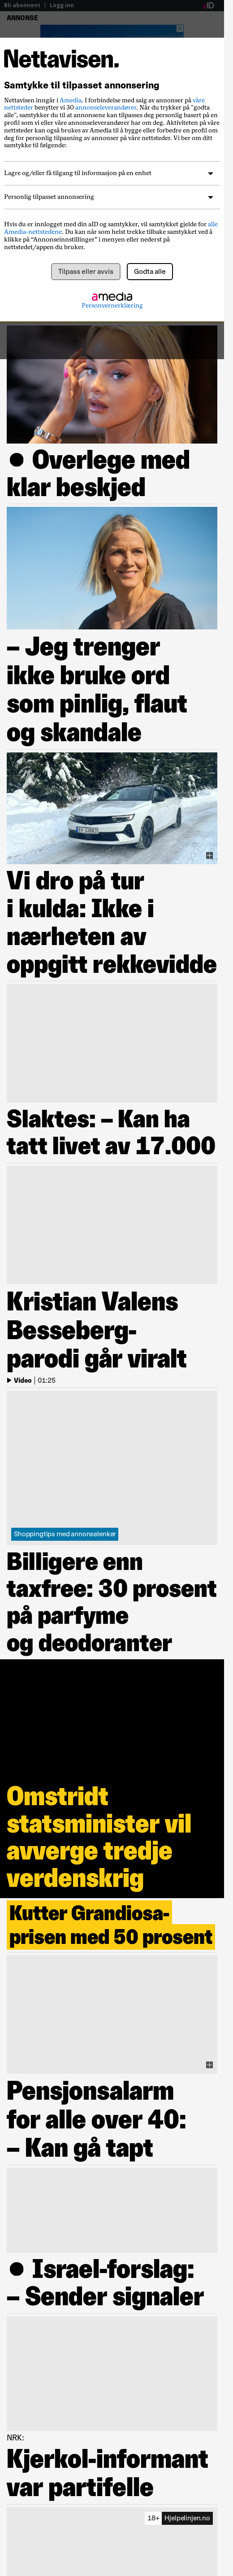 Bli abonnent | Logg inn
aID
ANNONSE
Nettavisen.
Samtykke til tilpasset annonsering
Nettavisen inngår i Amedia. I forbindelse med salg av annonser på våre
nettsteder benytter vi 30 annonseleverandører. Når du trykker på "godta
alle", samtykker du til at annonser kan tilpasses deg personlig basert på en
profil de eller våre annonseleverandører har om deg. Aktiviteten på våre
nettsteder kan også brukes av Amedia til å bygge eller forbedre en profil om
deg for personlig tilpasning av annonser på våre nettsteder. Vi ber om ditt
samtykke til følgende:
Lagre og/eller få tilgang til informasjon på en enhet
Personlig tilpasset annonsering
Hvis du er innlogget med din aID og samtykker, vil samtykket gjelde for alle
Amedia-nettstedene. Du kan når som helst trekke tilbake samtykket ved å
klikke på “Annonseinnstillinger” i menyen eller nederst på
nettstedet/appen du bruker.
Tilpass eller avvis
Godta alle
amedia
Personvernerklæring
● Overlege med
klar beskjed
– Jeg trenger
ikke bruke ord
som pinlig, flaut
og skandale
Vi dro på tur
i kulda: Ikke i
nærheten av
oppgitt rekkevidde
Slaktes: – Kan ha
tatt livet av 17.000
Kristian Valens
Besseberg-
parodi går viralt
Video | 01:25
Shoppingtips med annonselenker
Billigere enn
taxfree: 30 prosent
på parfyme
og deodoranter
Omstridt
statsminister vil
avverge tredje
verdenskrig
Kutter Grandiosa-
prisen med 50 prosent
Pensjonsalarm
for alle over 40:
– Kan gå tapt
● Israel-forslag:
– Sender signaler
NRK:
Kjerkol-informant
var partifelle
18+ Hjelpelinjen.no